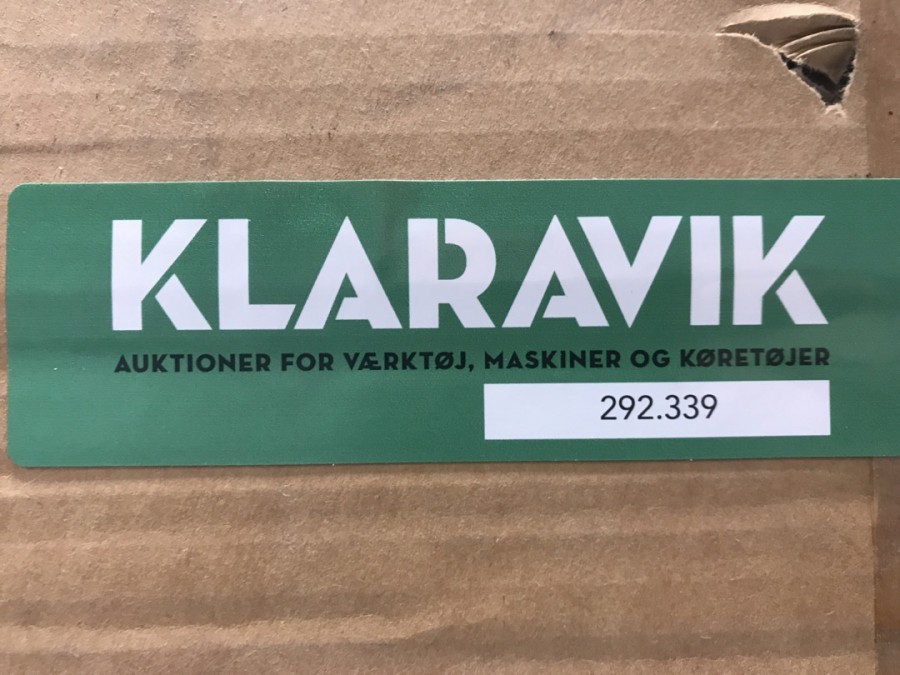 KLARAVIK
AUKTIONER FOR VÆRKTØJ, MASKINER OG KØRETØJER
292.339